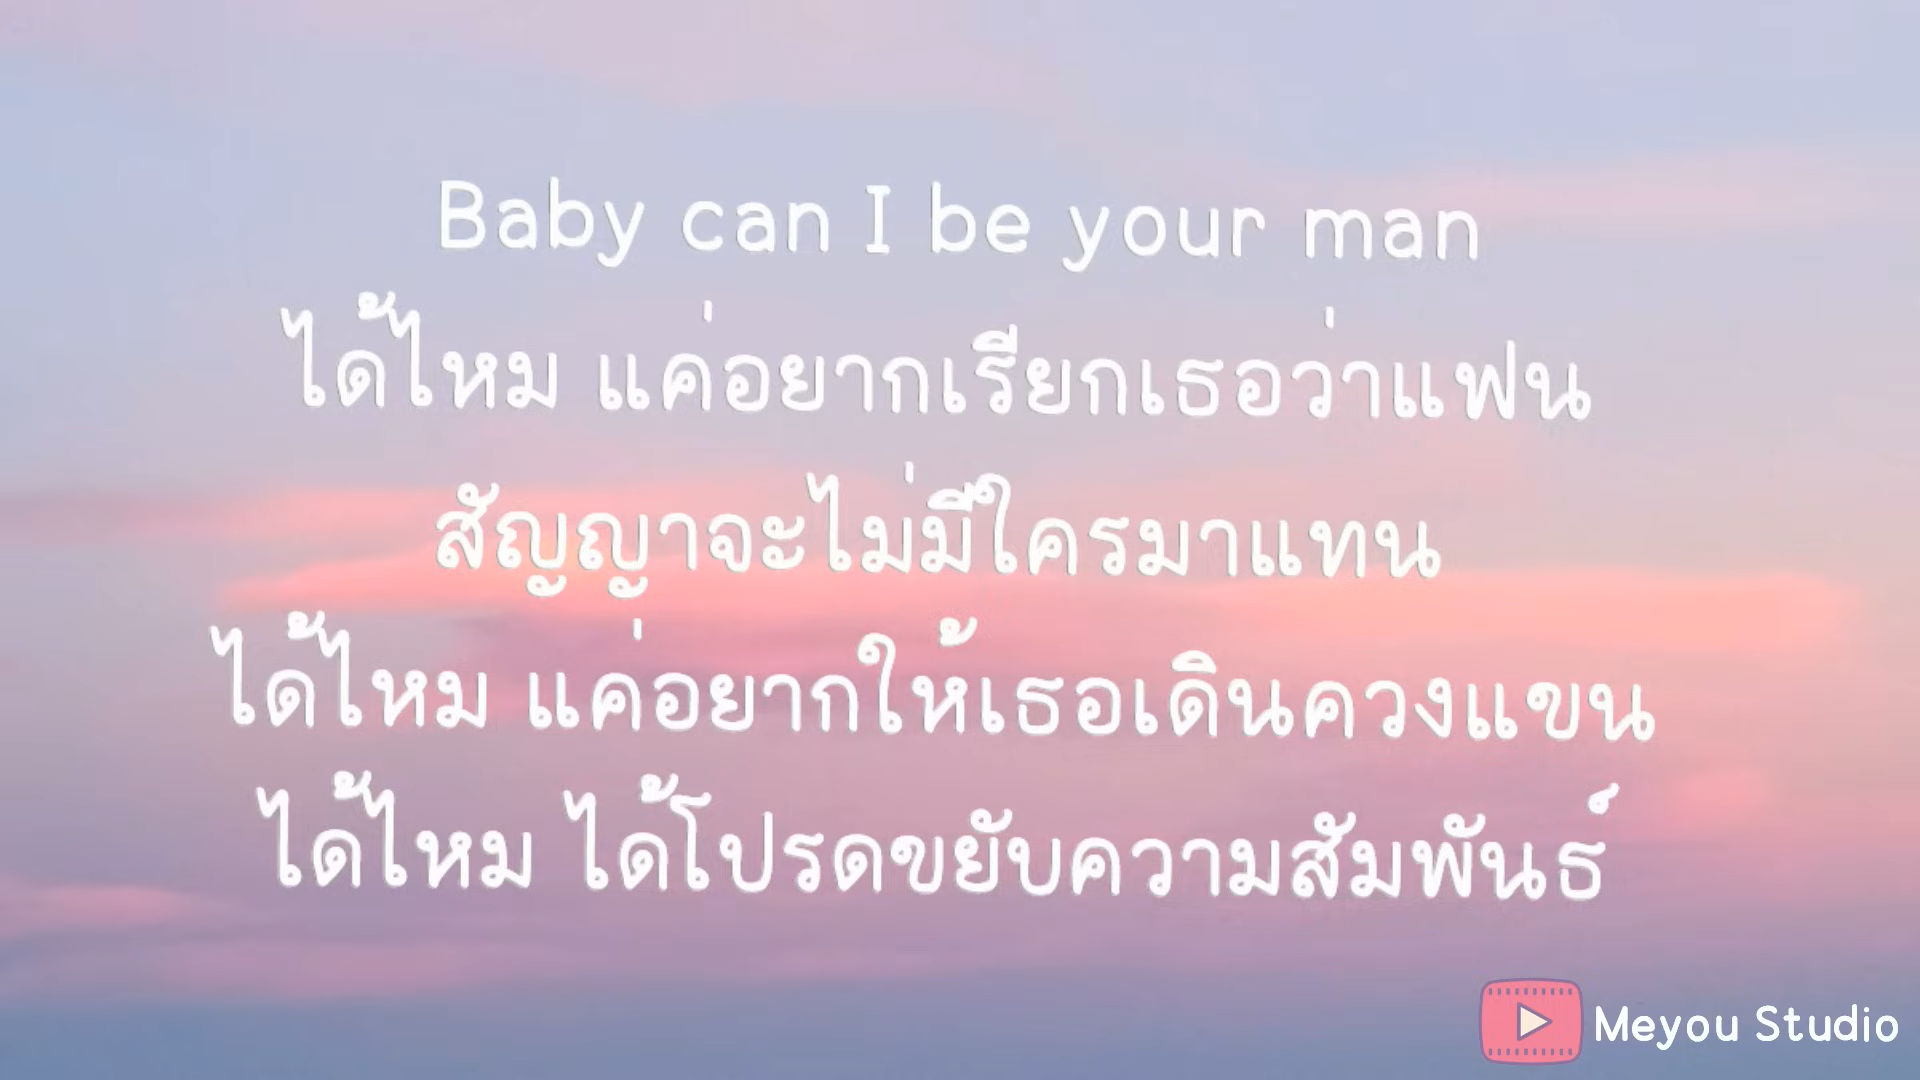 Baby can I be your man
ได้ไหม แค่อยากเรียกเธอว่าแฟน
สัญญาจะไม่มีใครมาแทน
ได้ไหม แค่อยากให้เธอเดินควงแขน
ได้ไหม ได้โปรดขยับความสัมพันธ์
Meyou Studio